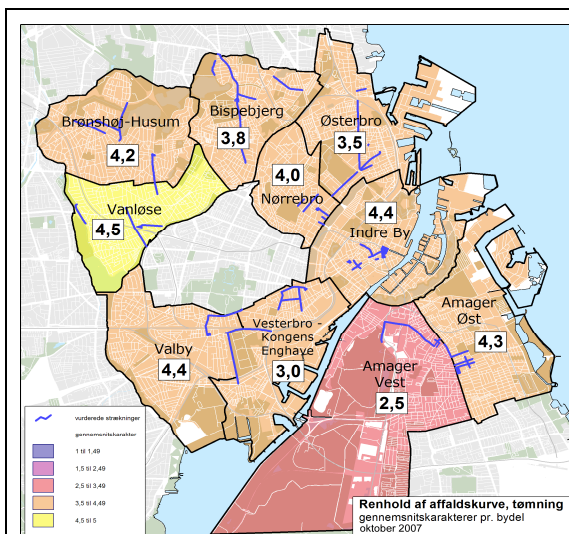 Brønshøj-Husum
4,2
Bispebjerg
3,8
Østerbro
3,5
4,0
Nørrebro
Vanløse
4,5
4,4
Indre By
Amager
Øst
4,3
Valby
4,4
Vesterbro -
Kongens
Enghave
3,0
Amager
Vest
2,5
vurderede strækninger
gennemsnitskarakter
1 til 1,49
1,5 til 2,49
2,5 til 3,49
3,5 til 4,49
4,5 til 5
Renhold af affaldskurve, tømning
gennemsnitskarakterer pr. bydel
oktober 2007